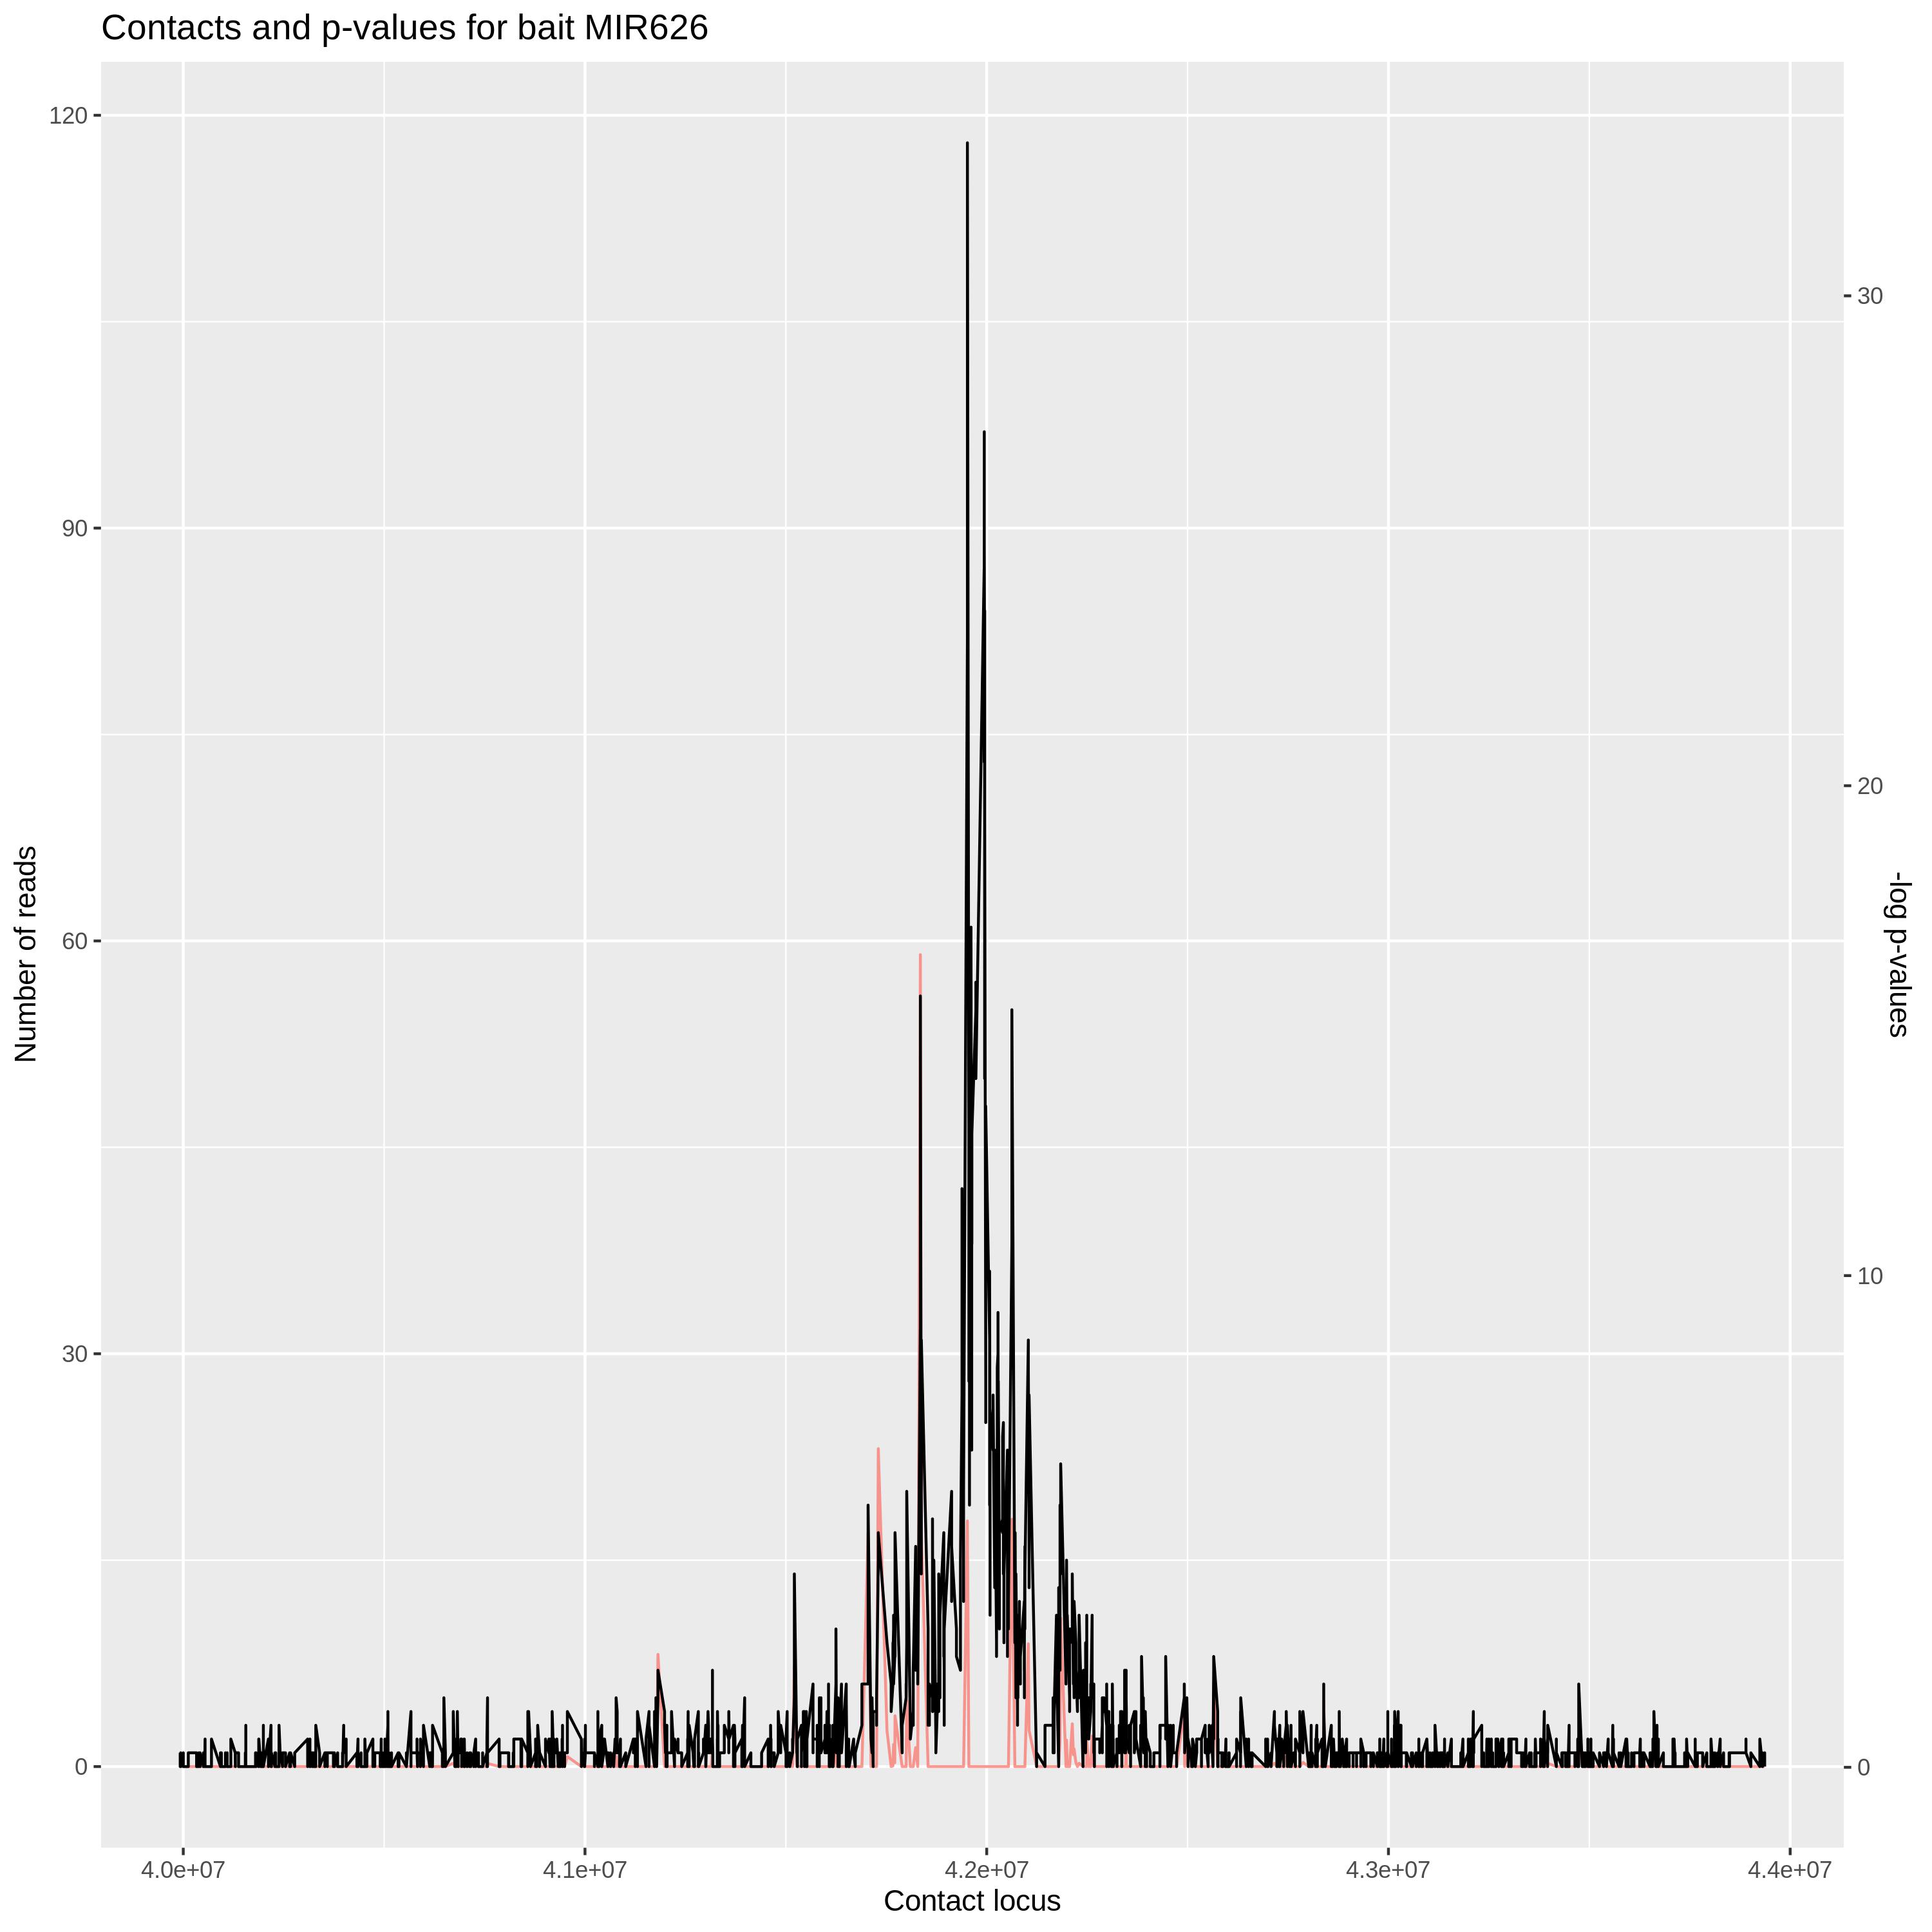 Contacts and p-values for bait MIR626
120
90
60
30
0
Number of reads
30
20
10
0
-log p-values
4.0e+07
4.1e+07
4.2e+07
4.3e+07
4.4e+07
Contact locus